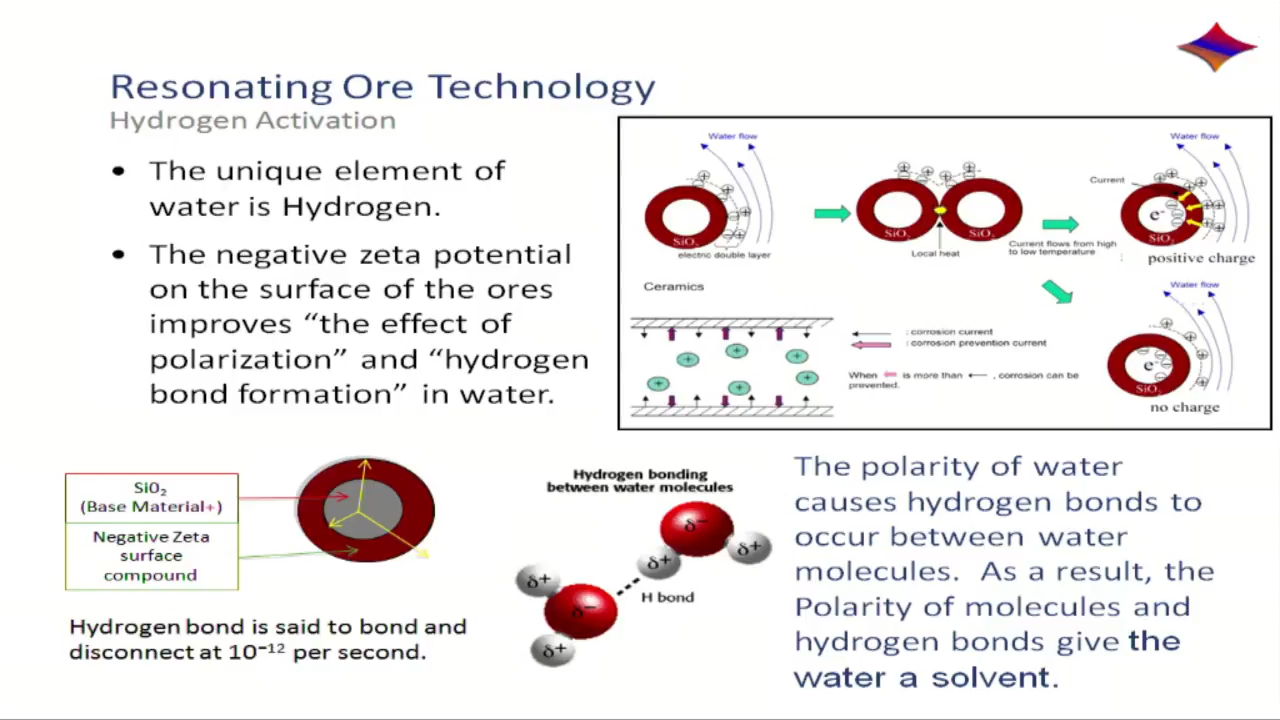 Resonating Ore Technology
Hydrogen Activation
• The unique element of
water is Hydrogen.
• The negative zeta potential
on the surface of the ores
improves “the effect of
polarization” and “hydrogen
bond formation” in water.
Water flow
SiO₂
electric double layer
SiO₂
SiO₂
Local heat
Current flows from high
to low temperature
Water flow
Current
e⁻
SiO₂
positive charge
Ceramics
: corrosion current
: corrosion prevention current
When is more than , corrosion can be
prevented.
Water flow
e⁻
SiO₂
no charge
SiO₂
(Base Material+)
Negative Zeta
surface
compound
Hydrogen bond is said to bond and
disconnect at 10⁻¹² per second.
Hydrogen bonding
between water molecules
δ−
δ+
δ+
H bond
δ+
δ−
δ+
The polarity of water
causes hydrogen bonds to
occur between water
molecules. As a result, the
Polarity of molecules and
hydrogen bonds give the
water a solvent.